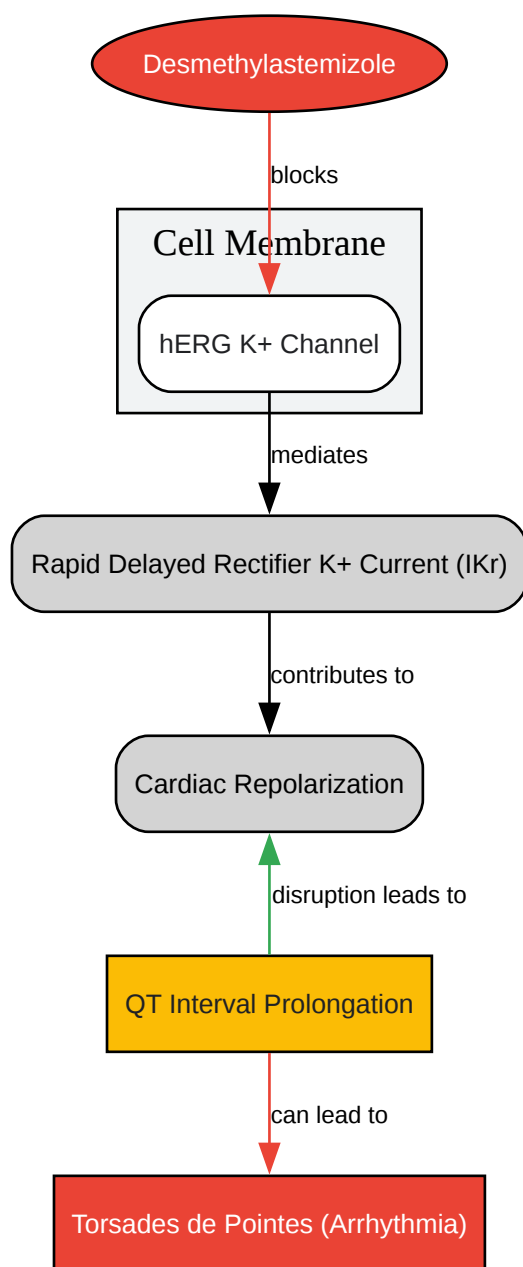 Desmethylastemizole
blocks
Cell Membrane
hERG K+ Channel
mediates
Rapid Delayed Rectifier K+ Current (IKr)
contributes to
Cardiac Repolarization
disruption leads to
QT Interval Prolongation
can lead to
Torsades de Pointes (Arrhythmia)